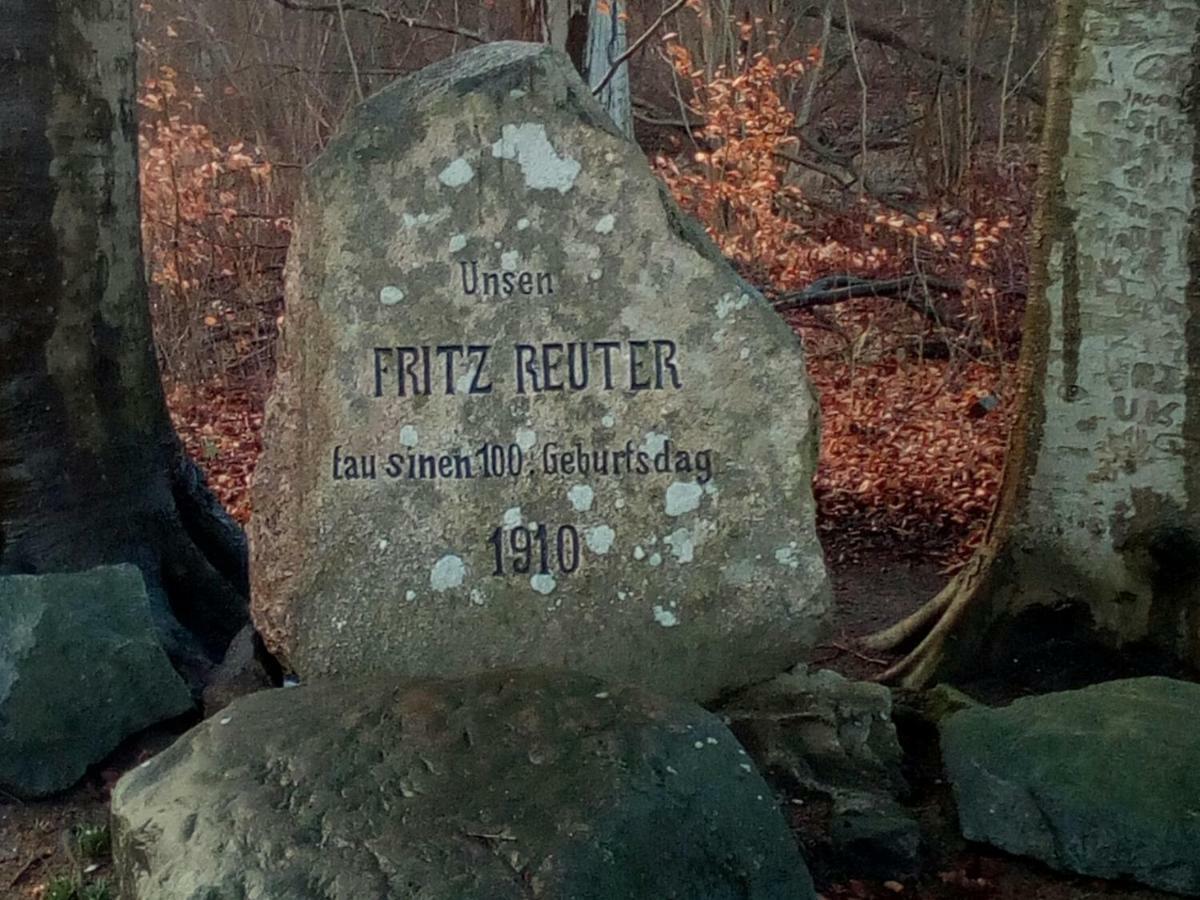 Unsen
FRITZ REUTER
tau sinen 100. Geburtsdag
1910